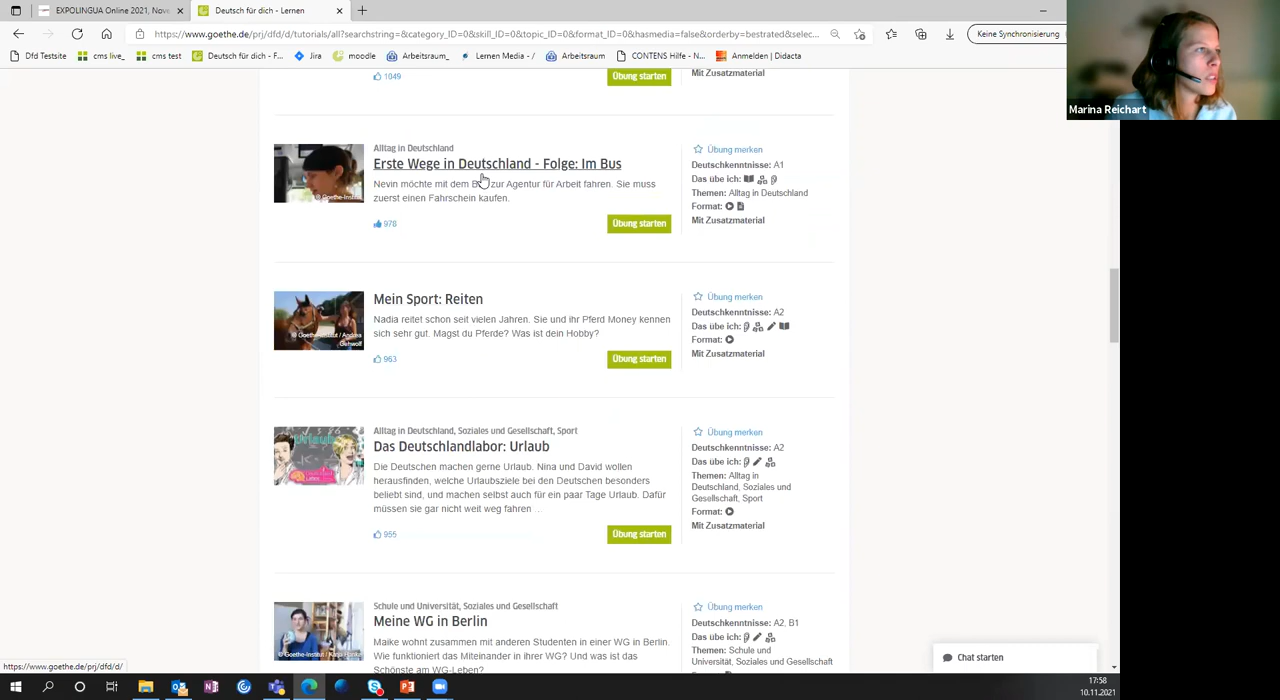 EXPOLINGUA Online 2021, Nove
Deutsch für dich - Lernen
https://www.goethe.de/prj/dfd/d/tutorials/all?searchstring=&category_ID=0&skill_ID=0&topic_ID=0&format_ID=0&hasmedia=false&orderby=bestrated&selec...
Keine Synchronisierung
Dfd Testsite
cms live_
cms test
Deutsch für dich - F...
Jira
moodle
Arbeitsraum_
Lernen Media - /
Arbeitsraum
CONTENS Hilfe - N...
Anmelden | Didacta
Marina Reichart
1049
Übung starten
Mit Zusatzmaterial
Alltag in Deutschland
Erste Wege in Deutschland - Folge: Im Bus
Nevin möchte mit dem B zur Agentur für Arbeit fahren. Sie muss
zuerst einen Fahrschein kaufen.
© Goethe-Institut
978
Übung starten
Übung merken
Deutschkenntnisse: A1
Das übe ich:
Themen: Alltag in Deutschland
Format:
Mit Zusatzmaterial
Mein Sport: Reiten
Nadia reitet schon seit vielen Jahren. Sie und ihr Pferd Money kennen
sich sehr gut. Magst du Pferde? Was ist dein Hobby?
© Goethe-Institut / Andrea
963
Übung starten
Übung merken
Deutschkenntnisse: A2
Das übe ich:
Format:
Mit Zusatzmaterial
Alltag in Deutschland, Soziales und Gesellschaft, Sport
Das Deutschlandlabor: Urlaub
Die Deutschen machen gerne Urlaub. Nina und David wollen
herausfinden, welche Urlaubsziele bei den Deutschen besonders
beliebt sind, und machen selbst auch für ein paar Tage Urlaub. Dafür
müssen sie gar nicht weit weg fahren ...
Urlaub
955
Übung starten
Übung merken
Deutschkenntnisse: A2
Das übe ich:
Themen: Alltag in
Deutschland, Soziales und
Gesellschaft, Sport
Format:
Mit Zusatzmaterial
Schule und Universität, Soziales und Gesellschaft
Meine WG in Berlin
Maike wohnt zusammen mit anderen Studenten in einer WG in Berlin.
Wie funktioniert das Miteinander in ihrer WG? Und was ist das
Schönste am WG-Leben?
© Goethe-Institut /
Übung merken
Deutschkenntnisse: A2, B1
Das übe ich:
Themen: Schule und
Universität, Soziales und Gesellschaft
Chat starten
https://www.goethe.de/prj/dfd/d/
17:58
10.11.2021